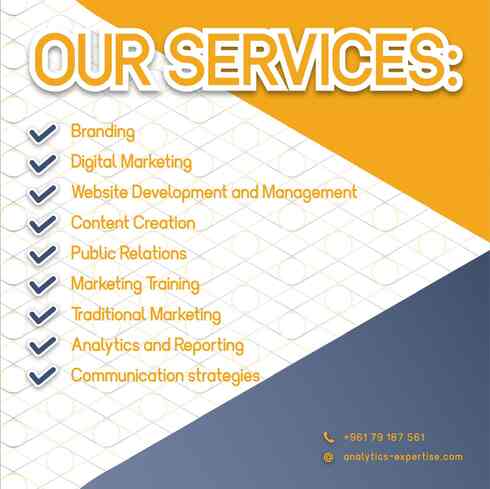 OUR SERVICES:
Branding
Digital Marketing
Website Development and Management
Content Creation
Public Relations
Marketing Training
Traditional Marketing
Analytics and Reporting
Communication strategies
+961 79 187 561
@ analytics-expertise.com